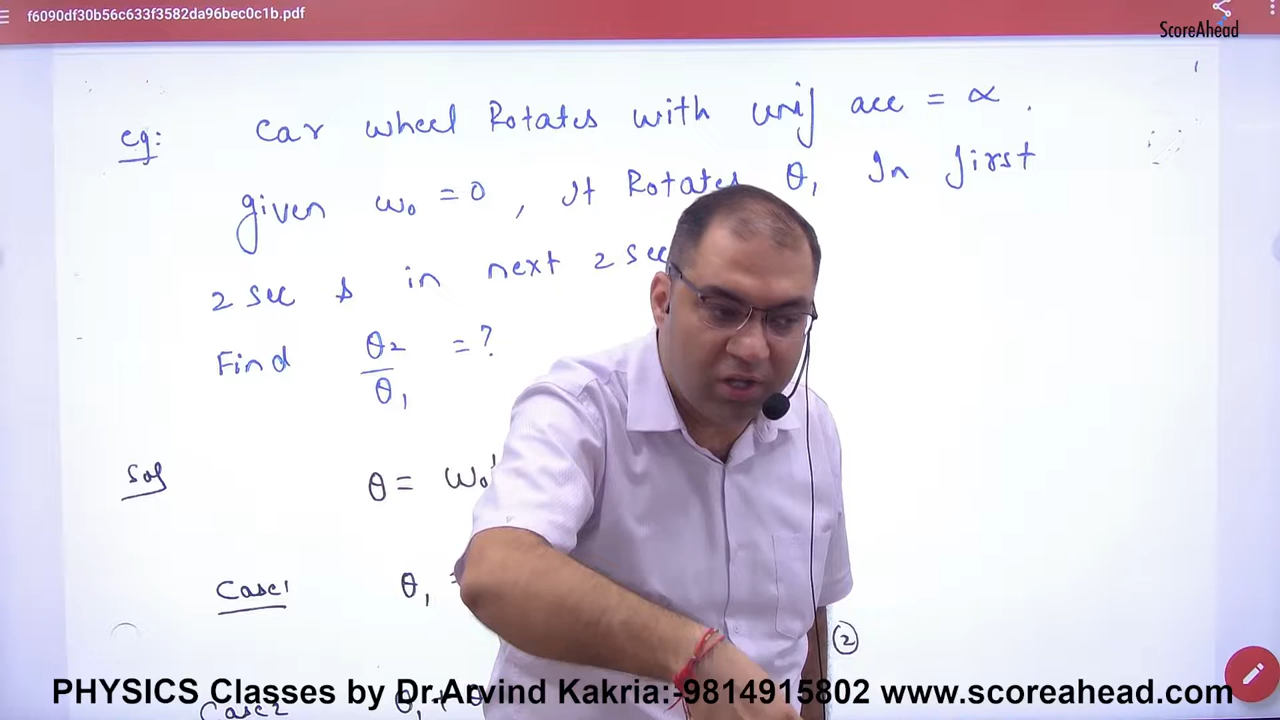 f6090df30b56c633f3582da96bec0c1b.pdf
ScoreAhead
eg: Car wheel Rotates with unif acc = α .
given ω₀ = 0 , It Rotates θ₁ In first
2 sec & in next 2 sec
Find θ₂/θ₁ = ?
Sol θ = ω₀
Case1 θ₁ =
②
Case2 θ₁ + θ
PHYSICS Classes by Dr.Arvind Kakria:-9814915802 www.scoreahead.com